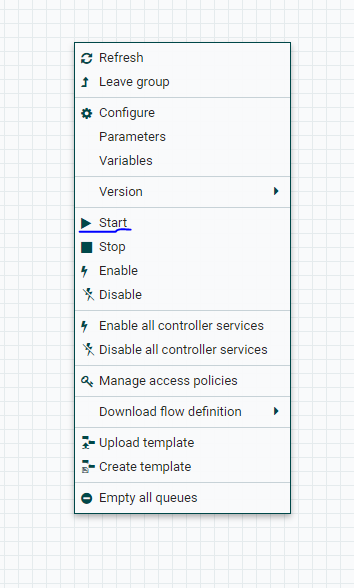 Refresh
Leave group
Configure
Parameters
Variables
Version
Start
Stop
Enable
Disable
Enable all controller services
Disable all controller services
Manage access policies
Download flow definition
Upload template
Create template
Empty all queues